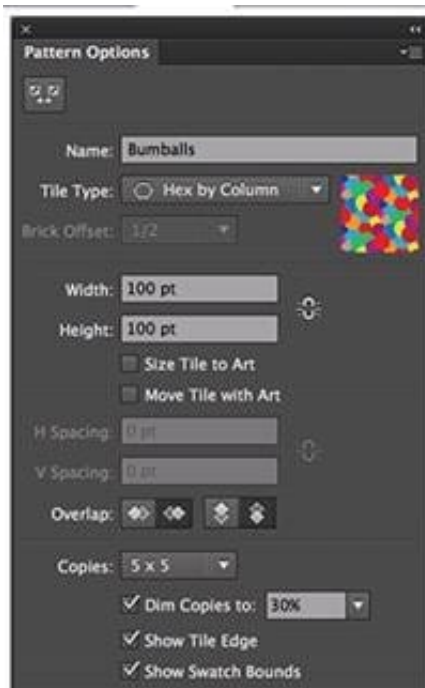 Pattern Options
Name: Bumballs
Tile Type: Hex by Column
Brick Offset: 1/2
Width: 100 pt
Height: 100 pt
Size Tile to Art
Move Tile with Art
H Spacing: 0 pt
V Spacing: 0 pt
Overlap:
Copies: 5 x 5
Dim Copies to: 30%
Show Tile Edge
Show Swatch Bounds